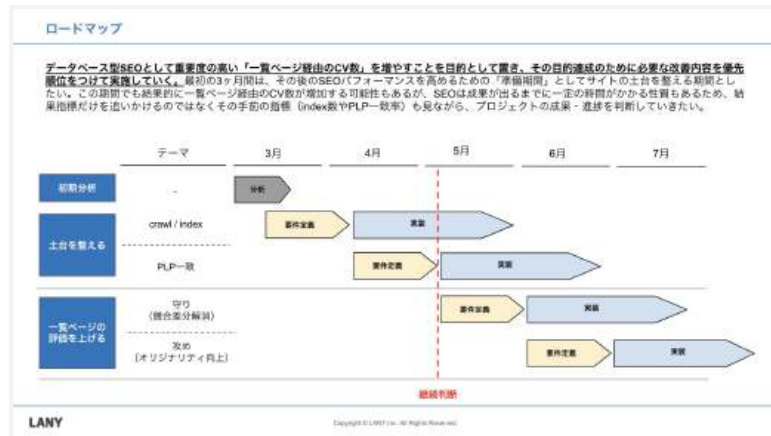 ロードマップ
データベース型SEOとして重要度の高い「一覧ページ経由のCV数」を増やすことを目的として置き、その目的達成のために必要な改善内容を優先
順位をつけて実施していく。最初の3ヶ月間は、その後のSEOパフォーマンスを高めるための「準備期間」としてサイトの土台を整える期間とし
たい。この期間でも結果的に一覧ページ経由のCV数が増加する可能性もあるが、SEOは成果が出るまでに一定の時間がかかる性質もあるため、結
果指標だけを追いかけるのではなくその手前の指標（index数やPLP一致率）も見ながら、プロジェクトの成果・進捗を判断していきたい。
テーマ
3月
4月
5月
6月
7月
初期分析
-
分析
土台を整える
crawl / index
要件定義
実装
PLP一致
要件定義
実装
一覧ページの
評価を上げる
守り
（競合差分解消）
要件定義
実装
攻め
（オリジナリティ向上）
要件定義
実装
継続判断
LANY
Copyright © LANY Inc. All Rights Reserved.